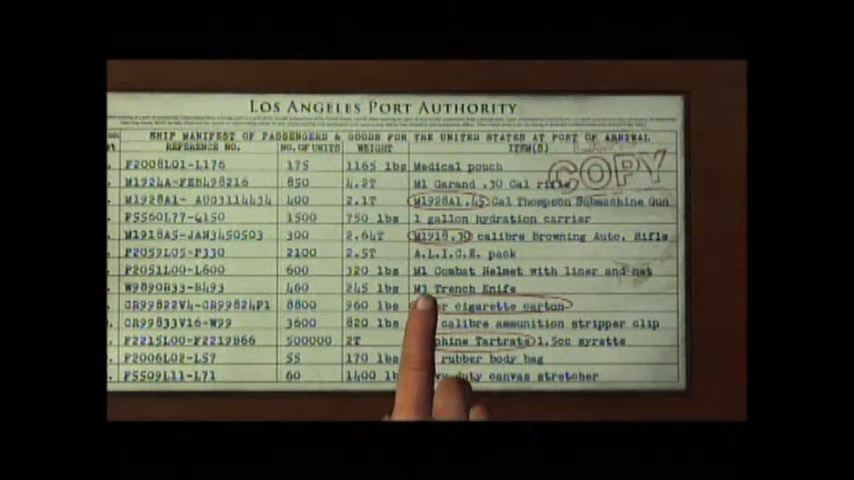 LOS ANGELES PORT AUTHORITY
SHIP MANIFEST OF PASSENGERS & GOODS FOR THE UNITED STATES AT PORT OF ARRIVAL
REFERENCE NO. NO. OF UNITS WEIGHT ITEM(S)
F2008L01-L176 175 1165 lbs Medical pouch
M1924A-FEB498216 850 4.2T M1 Garand .30 Cal rifle
COPY
M1928A1- AUG3114434 400 2.1T M1928A1.45 Cal Thompson Submachine Gun
F5560L77-Q150 1500 750 lbs 1 gallon hydration carrier
M1918A5-JAN3450503 300 2.64T M1918.30 calibre Browning Auto. Rifle
F2059L05-P330 2100 2.5T A.L.I.C.E. pack
F2051L00-L600 600 320 lbs M1 Combat Helmet with liner and net
W9890B33-B493 460 245 lbs M3 Trench Knife
CR99822V4-CR99824P1 8800 960 lbs cigarette carton
CR99833V16-W99 3600 820 lbs calibre ammunition stripper clip
F2215L00-F2219B66 500000 2T phine Tartrate 1.5cc syrette
F2006L02-L57 55 170 lbs rubber body bag
F5509L11-L71 60 1400 lb duty canvas stretcher